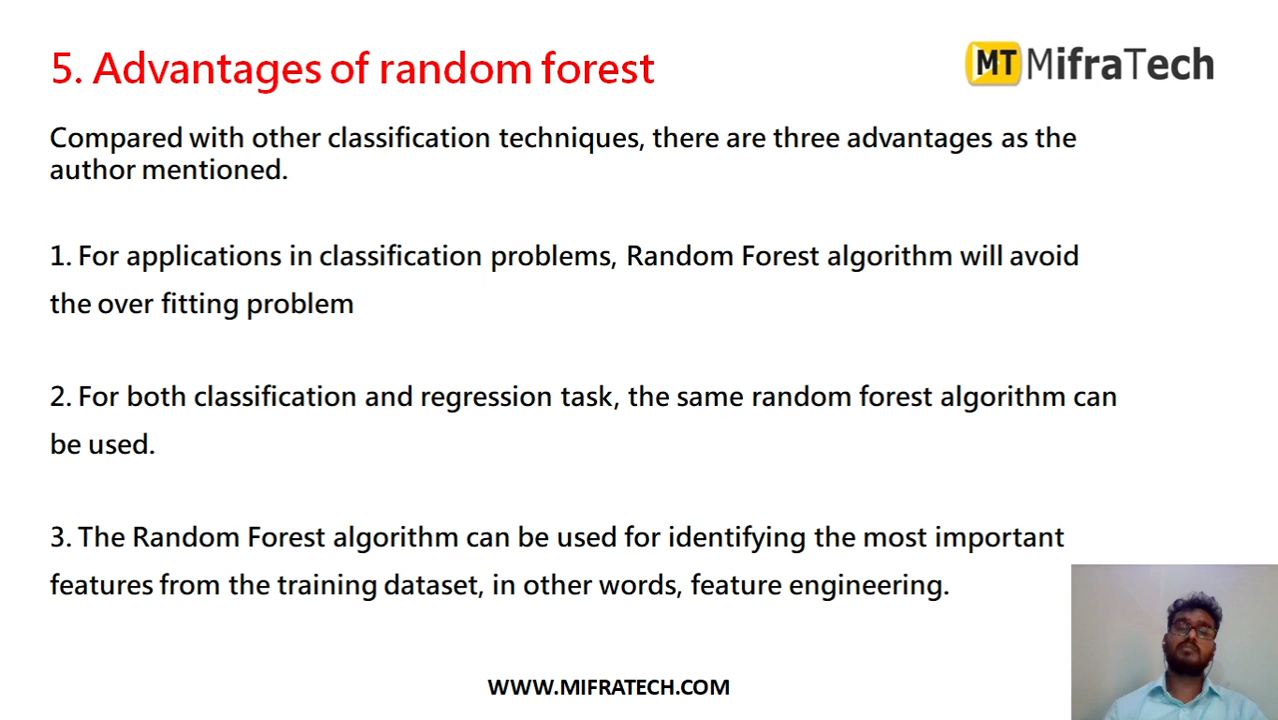 5. Advantages of random forest
MT MifraTech
Compared with other classification techniques, there are three advantages as the
author mentioned.
1. For applications in classification problems, Random Forest algorithm will avoid
the over fitting problem
2. For both classification and regression task, the same random forest algorithm can
be used.
3. The Random Forest algorithm can be used for identifying the most important
features from the training dataset, in other words, feature engineering.
WWW.MIFRATECH.COM